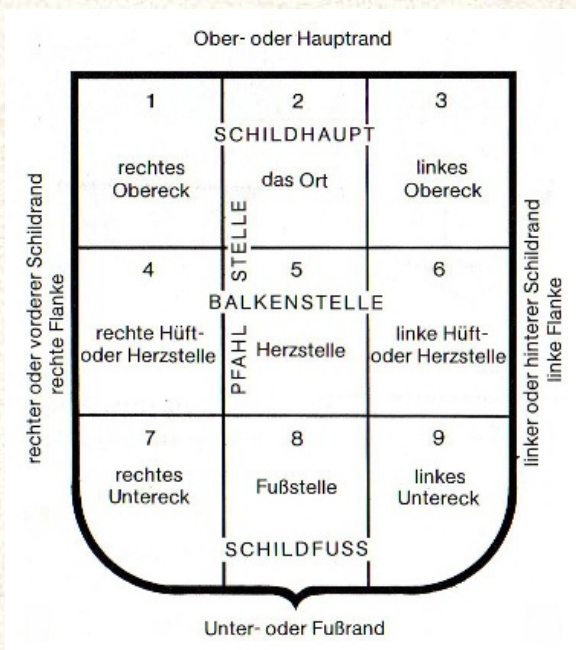 Ober- oder Hauptrand
1
2
3
SCHILDHAUPT
rechtes
Obereck
das Ort
linkes
Obereck
rechter oder vorderer Schildrand
rechte Flanke
PFAHL STELLE
linker oder hinterer Schildrand
linke Flanke
4
5
6
BALKENSTELLE
rechte Hüft-
oder Herzstelle
Herzstelle
linke Hüft-
oder Herzstelle
7
8
9
rechtes
Untereck
Fußstelle
linkes
Untereck
SCHILDFUSS
Unter- oder Fußrand